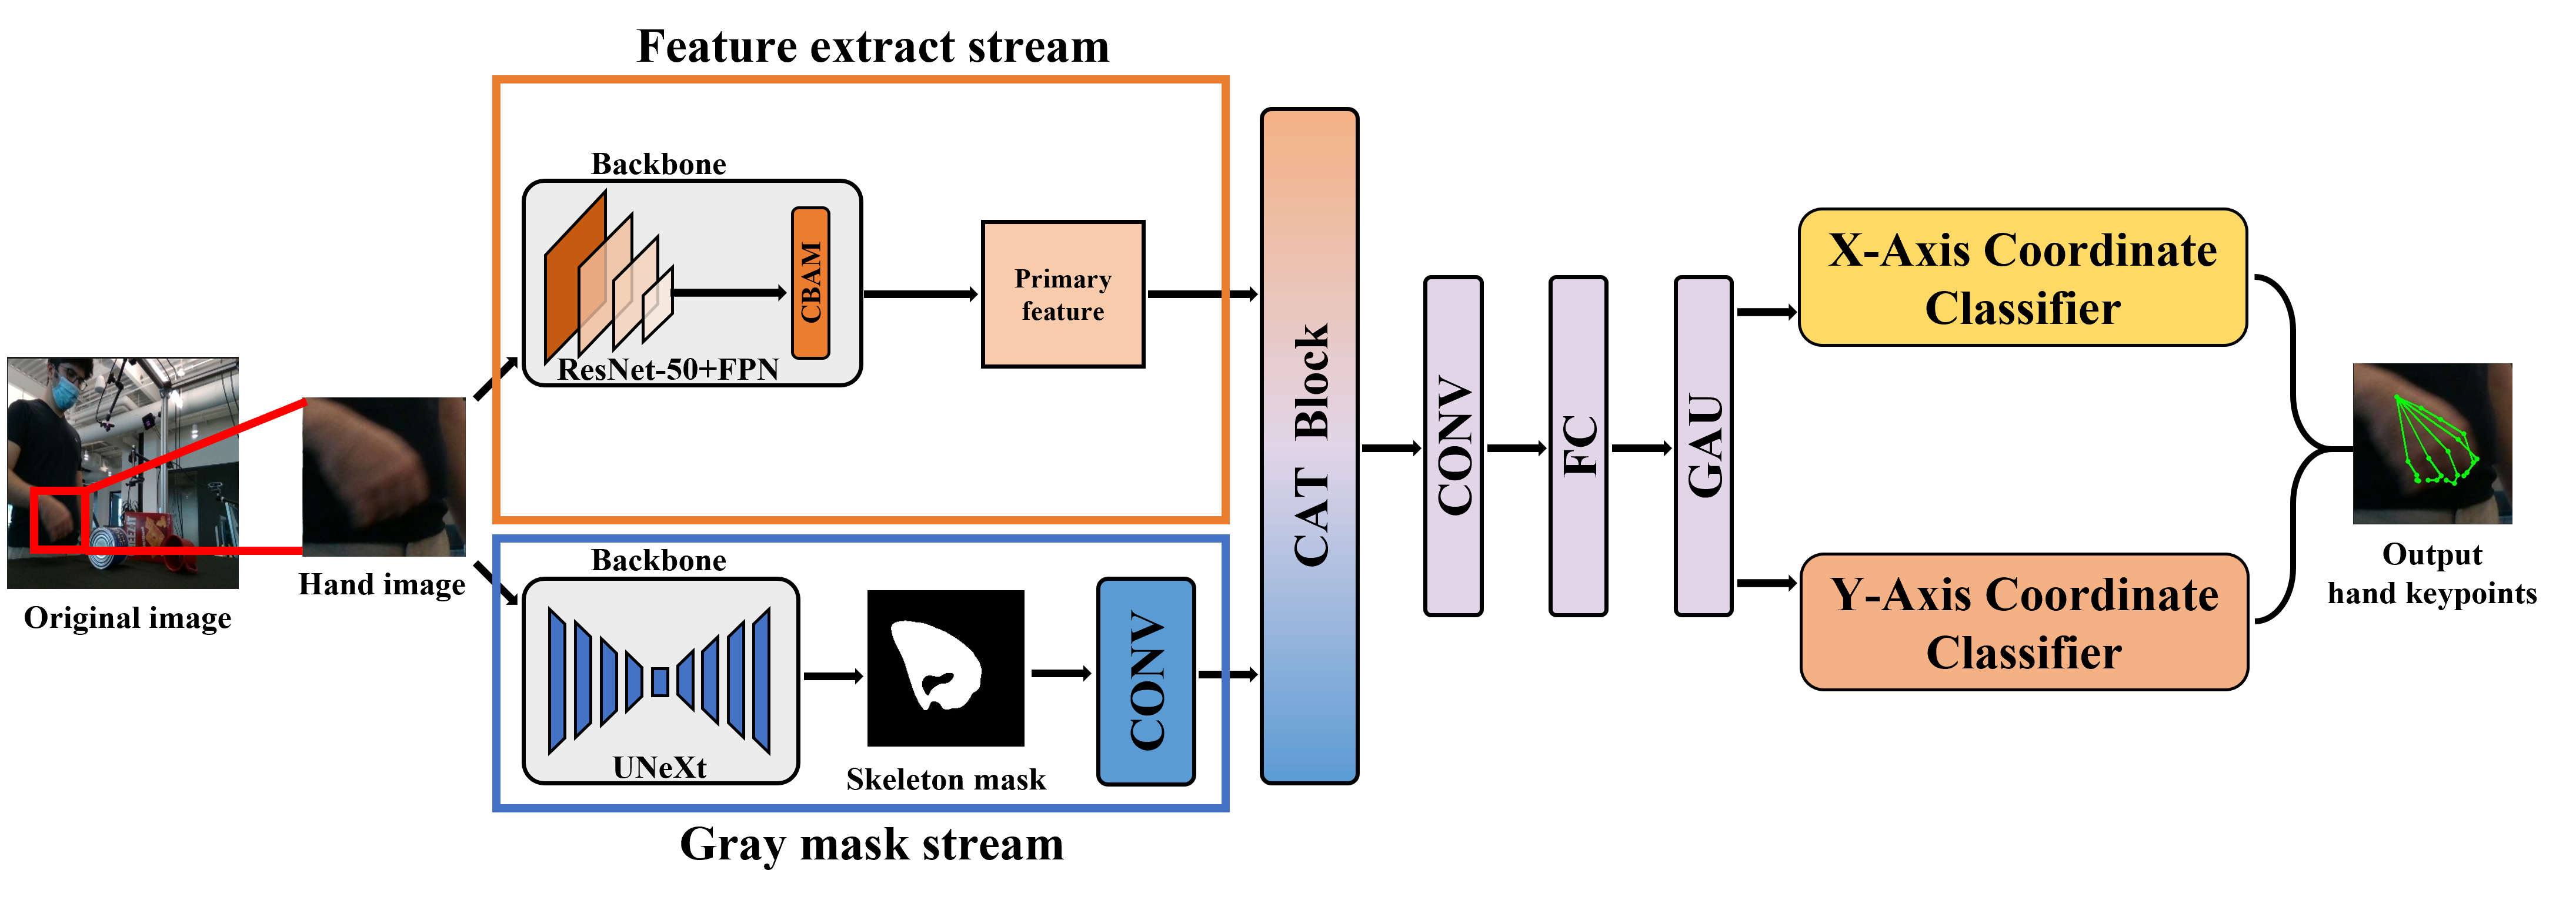 Feature extract stream
Backbone
CBAM
ResNet-50+FPN
Primary
feature
Original image
Hand image
Backbone
UNeXt
Skeleton mask
CONV
Gray mask stream
CAT Block
CONV
FC
GAU
X-Axis Coordinate
Classifier
Y-Axis Coordinate
Classifier
Output
hand keypoints